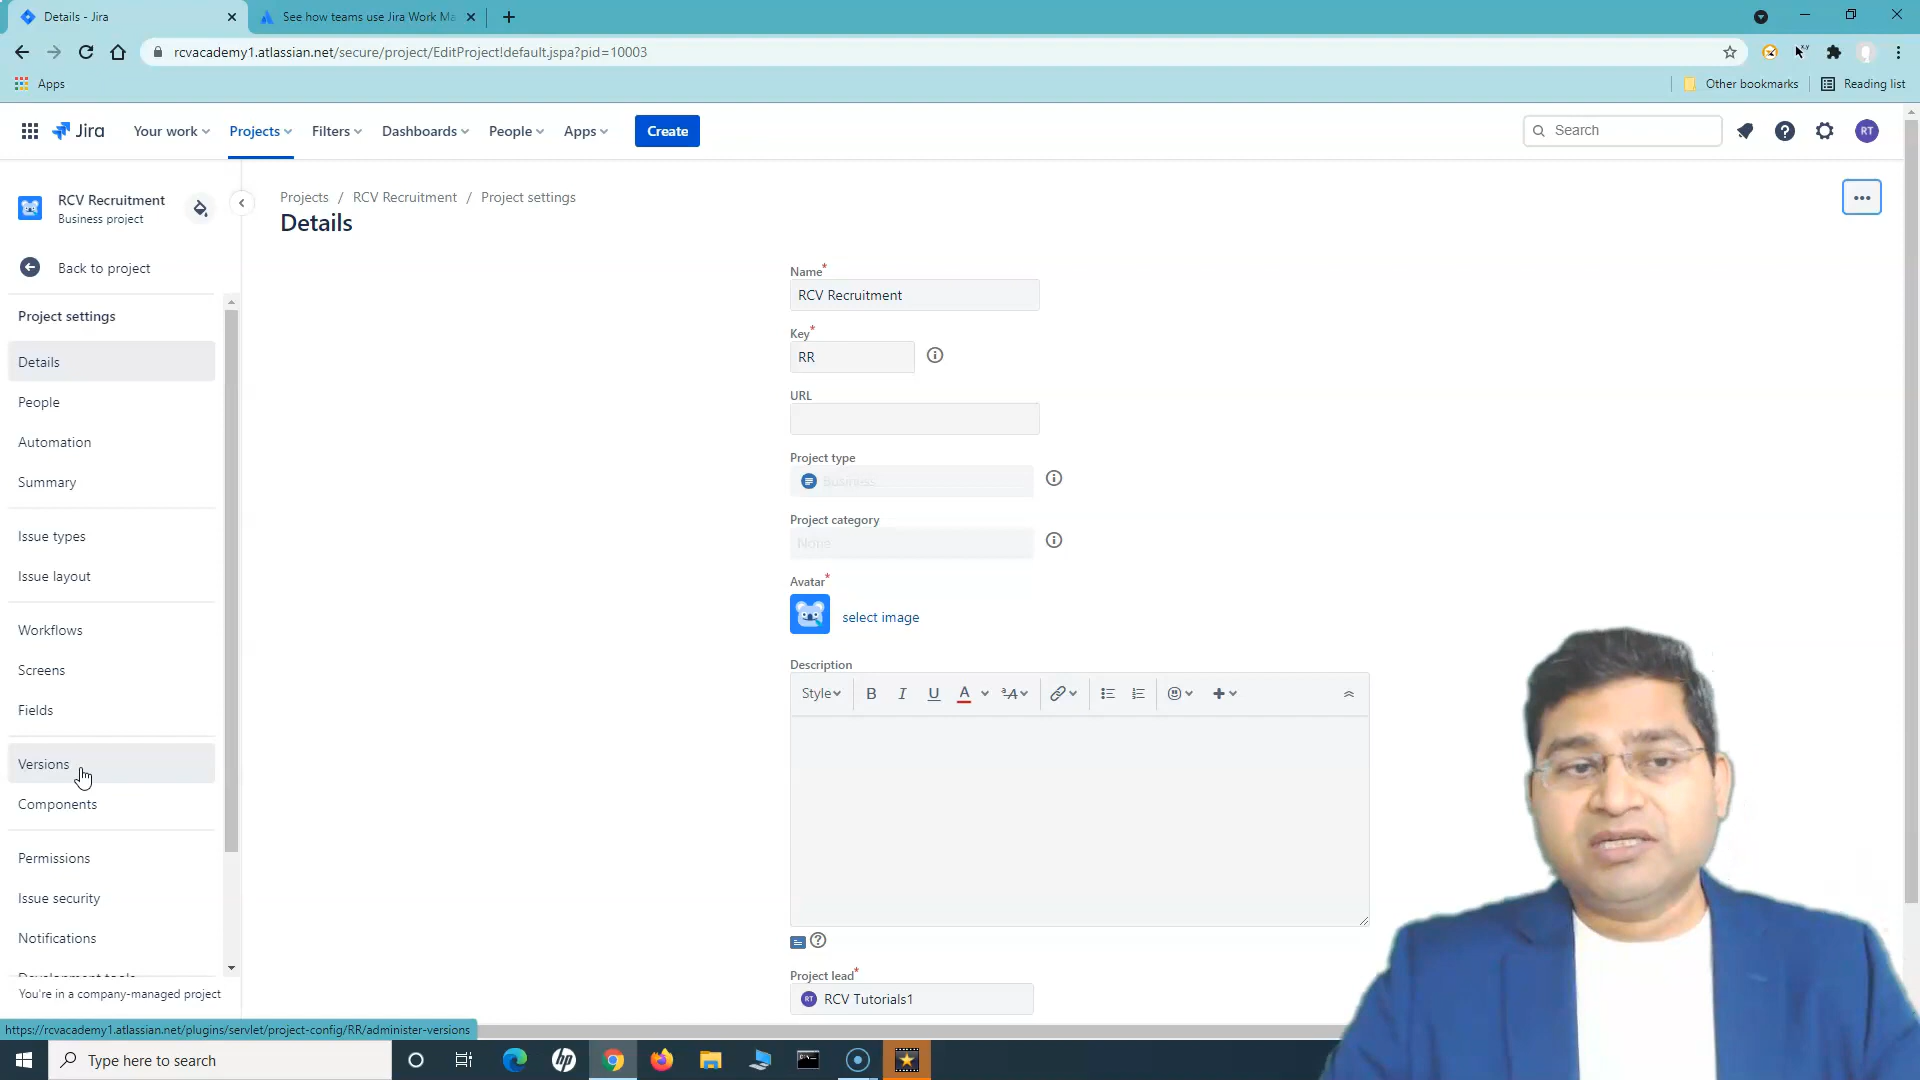 Details - Jira
See how teams use Jira Work Ma
rcvacademy1.atlassian.net/secure/project/EditProject!default.jspa?pid=10003
Apps
Other bookmarks
Reading list
Jira
Your work
Projects
Filters
Dashboards
People
Apps
Create
Search
RT
RCV Recruitment
Business project
Back to project
Project settings
Details
People
Automation
Summary
Issue types
Issue layout
Workflows
Screens
Fields
Versions
Components
Permissions
Issue security
Notifications
Development tools
You're in a company-managed project
Projects / RCV Recruitment / Project settings
Details
Name*
RCV Recruitment
Key*
RR
URL
Project type
Business
Project category
None
Avatar*
select image
Description
Style
B I U A
Project lead*
RT RCV Tutorials1
https://rcvacademy1.atlassian.net/plugins/servlet/project-config/RR/administer-versions
Type here to search
hp